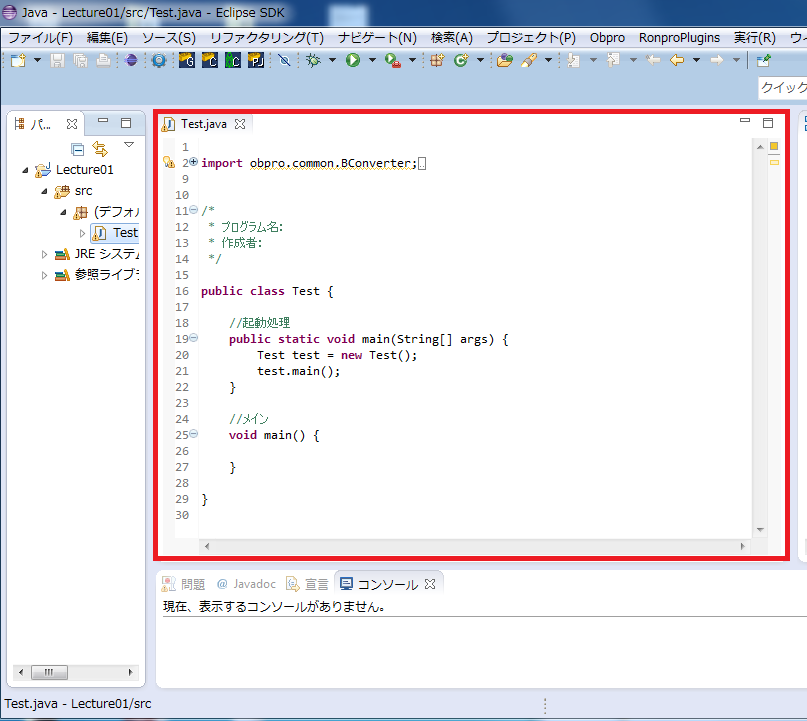 Java - Lecture01/src/Test.java - Eclipse SDK
ファイル(F) 編集(E) ソース(S) リファクタリング(T) ナビゲート(N) 検索(A) プロジェクト(P) Obpro RonproPlugins 実行(R) ウィ
G C C PJ
クイック
パ...
Lecture01
src
(デフォル
Test
JRE システム
参照ライブラ
Test.java
1
2 import obpro.common.BConverter;
9
10
11 /*
12 * プログラム名:
13 * 作成者:
14 */
15
16 public class Test {
17
18 //起動処理
19 public static void main(String[] args) {
20 Test test = new Test();
21 test.main();
22 }
23
24 //メイン
25 void main() {
26
27 }
28
29 }
30
問題 @ Javadoc 宣言 コンソール
現在、表示するコンソールがありません。
Test.java - Lecture01/src